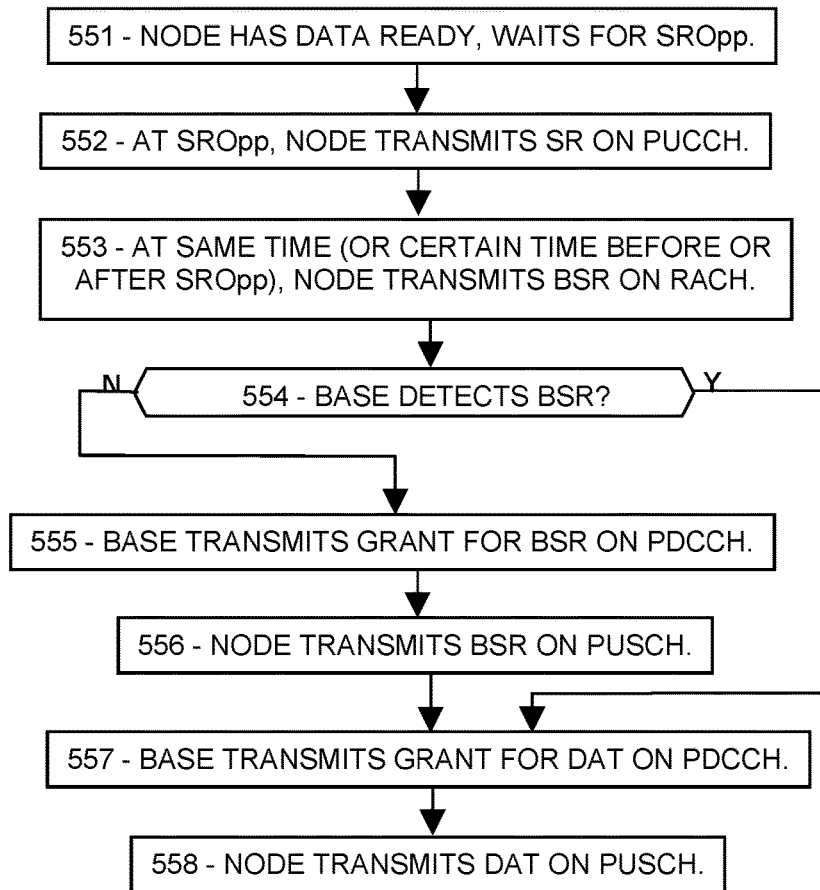 551 - NODE HAS DATA READY, WAITS FOR SROpp.
552 - AT SROpp, NODE TRANSMITS SR ON PUCCH.
553 - AT SAME TIME (OR CERTAIN TIME BEFORE OR
AFTER SROpp), NODE TRANSMITS BSR ON RACH.
N
554 - BASE DETECTS BSR?
Y
555 - BASE TRANSMITS GRANT FOR BSR ON PDCCH.
556 - NODE TRANSMITS BSR ON PUSCH.
557 - BASE TRANSMITS GRANT FOR DAT ON PDCCH.
558 - NODE TRANSMITS DAT ON PUSCH.